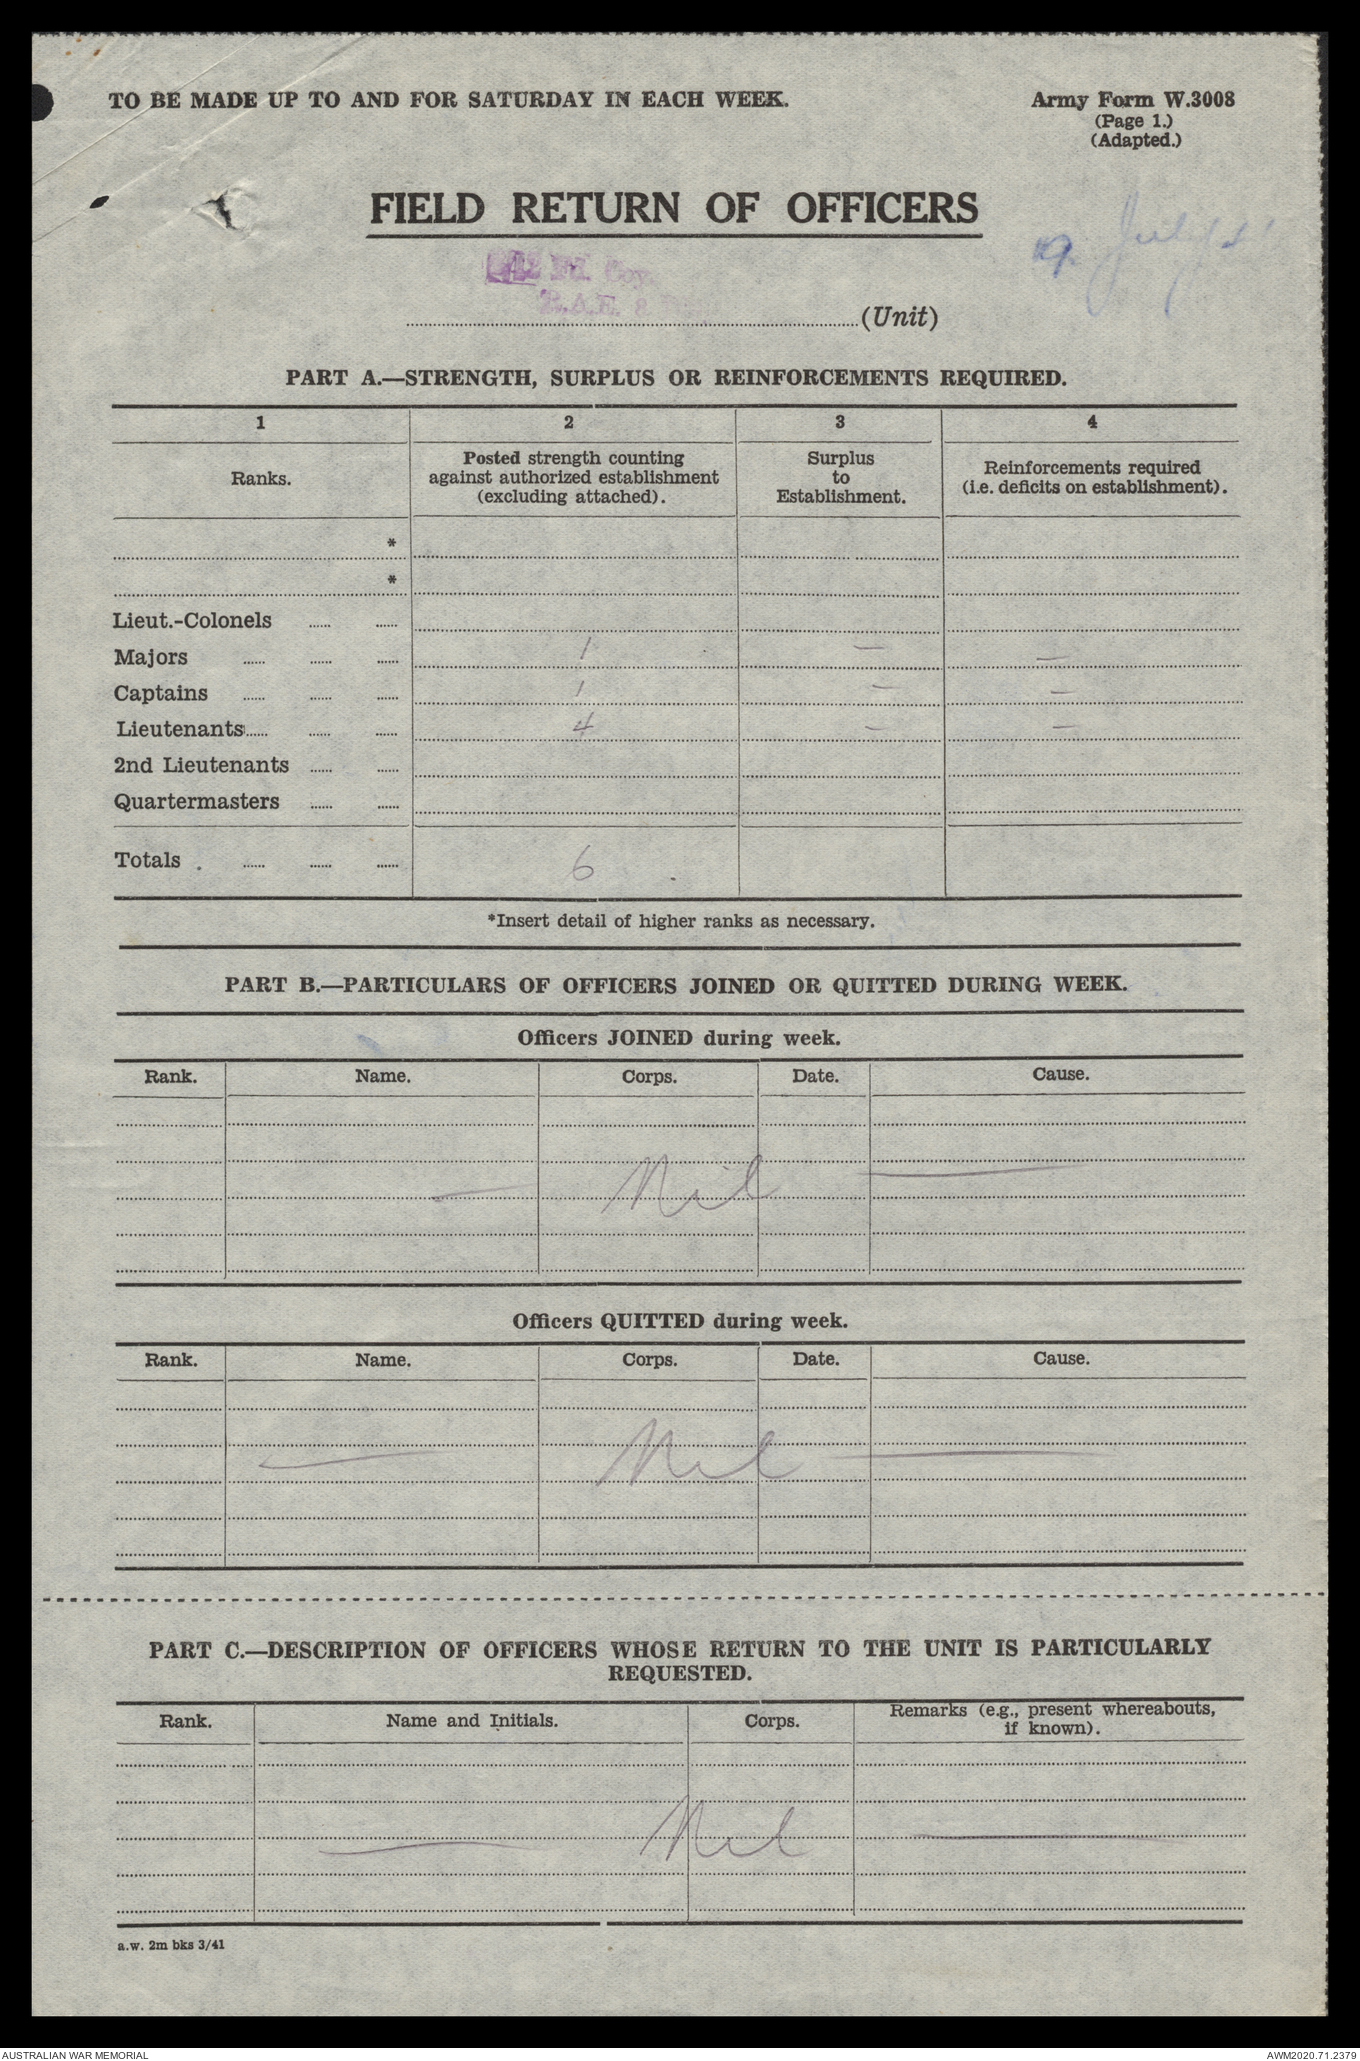 TO BE MADE UP TO AND FOR SATURDAY IN EACH WEEK.
Army Form W.3008
(Page 1.)
(Adapted.)
FIELD RETURN OF OFFICERS
July
Fd. Coy.
R.A.E.
(Unit)
PART A.—STRENGTH, SURPLUS OR REINFORCEMENTS REQUIRED.
1 2 3 4
Ranks. Posted strength counting against authorized establishment (excluding attached). Surplus to Establishment. Reinforcements required (i.e. deficits on establishment).
*
*
Lieut.-Colonels
Majors 1 — —
Captains 1 — —
Lieutenants 4 — —
2nd Lieutenants
Quartermasters
Totals 6
*Insert detail of higher ranks as necessary.
PART B.—PARTICULARS OF OFFICERS JOINED OR QUITTED DURING WEEK.
Officers JOINED during week.
Rank. Name. Corps. Date. Cause.
— Nil —
Officers QUITTED during week.
Rank. Name. Corps. Date. Cause.
— Nil —
PART C.—DESCRIPTION OF OFFICERS WHOSE RETURN TO THE UNIT IS PARTICULARLY
REQUESTED.
Rank. Name and Initials. Corps. Remarks (e.g., present whereabouts, if known).
— Nil —
a.w. 2m bks 3/41
AUSTRALIAN WAR MEMORIAL
AWM2020.71.2379